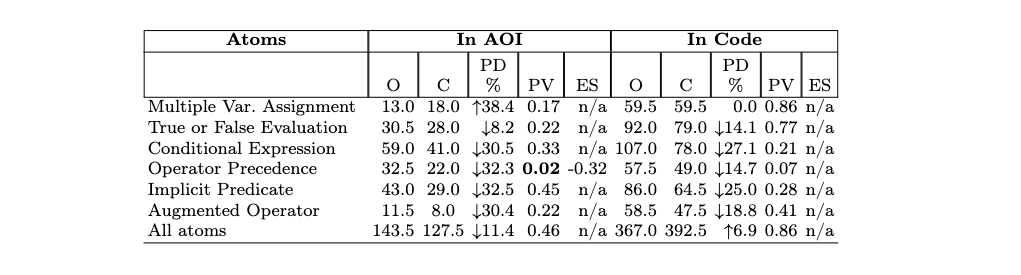 Atoms In AOI In Code
PD PD
O C % PV ES O C % PV ES
Multiple Var. Assignment 13.0 18.0 ↑38.4 0.17 n/a 59.5 59.5 0.0 0.86 n/a
True or False Evaluation 30.5 28.0 ↓8.2 0.22 n/a 92.0 79.0 ↓14.1 0.77 n/a
Conditional Expression 59.0 41.0 ↓30.5 0.33 n/a 107.0 78.0 ↓27.1 0.21 n/a
Operator Precedence 32.5 22.0 ↓32.3 0.02 -0.32 57.5 49.0 ↓14.7 0.07 n/a
Implicit Predicate 43.0 29.0 ↓32.5 0.45 n/a 86.0 64.5 ↓25.0 0.28 n/a
Augmented Operator 11.5 8.0 ↓30.4 0.22 n/a 58.5 47.5 ↓18.8 0.41 n/a
All atoms 143.5 127.5 ↓11.4 0.46 n/a 367.0 392.5 ↑6.9 0.86 n/a